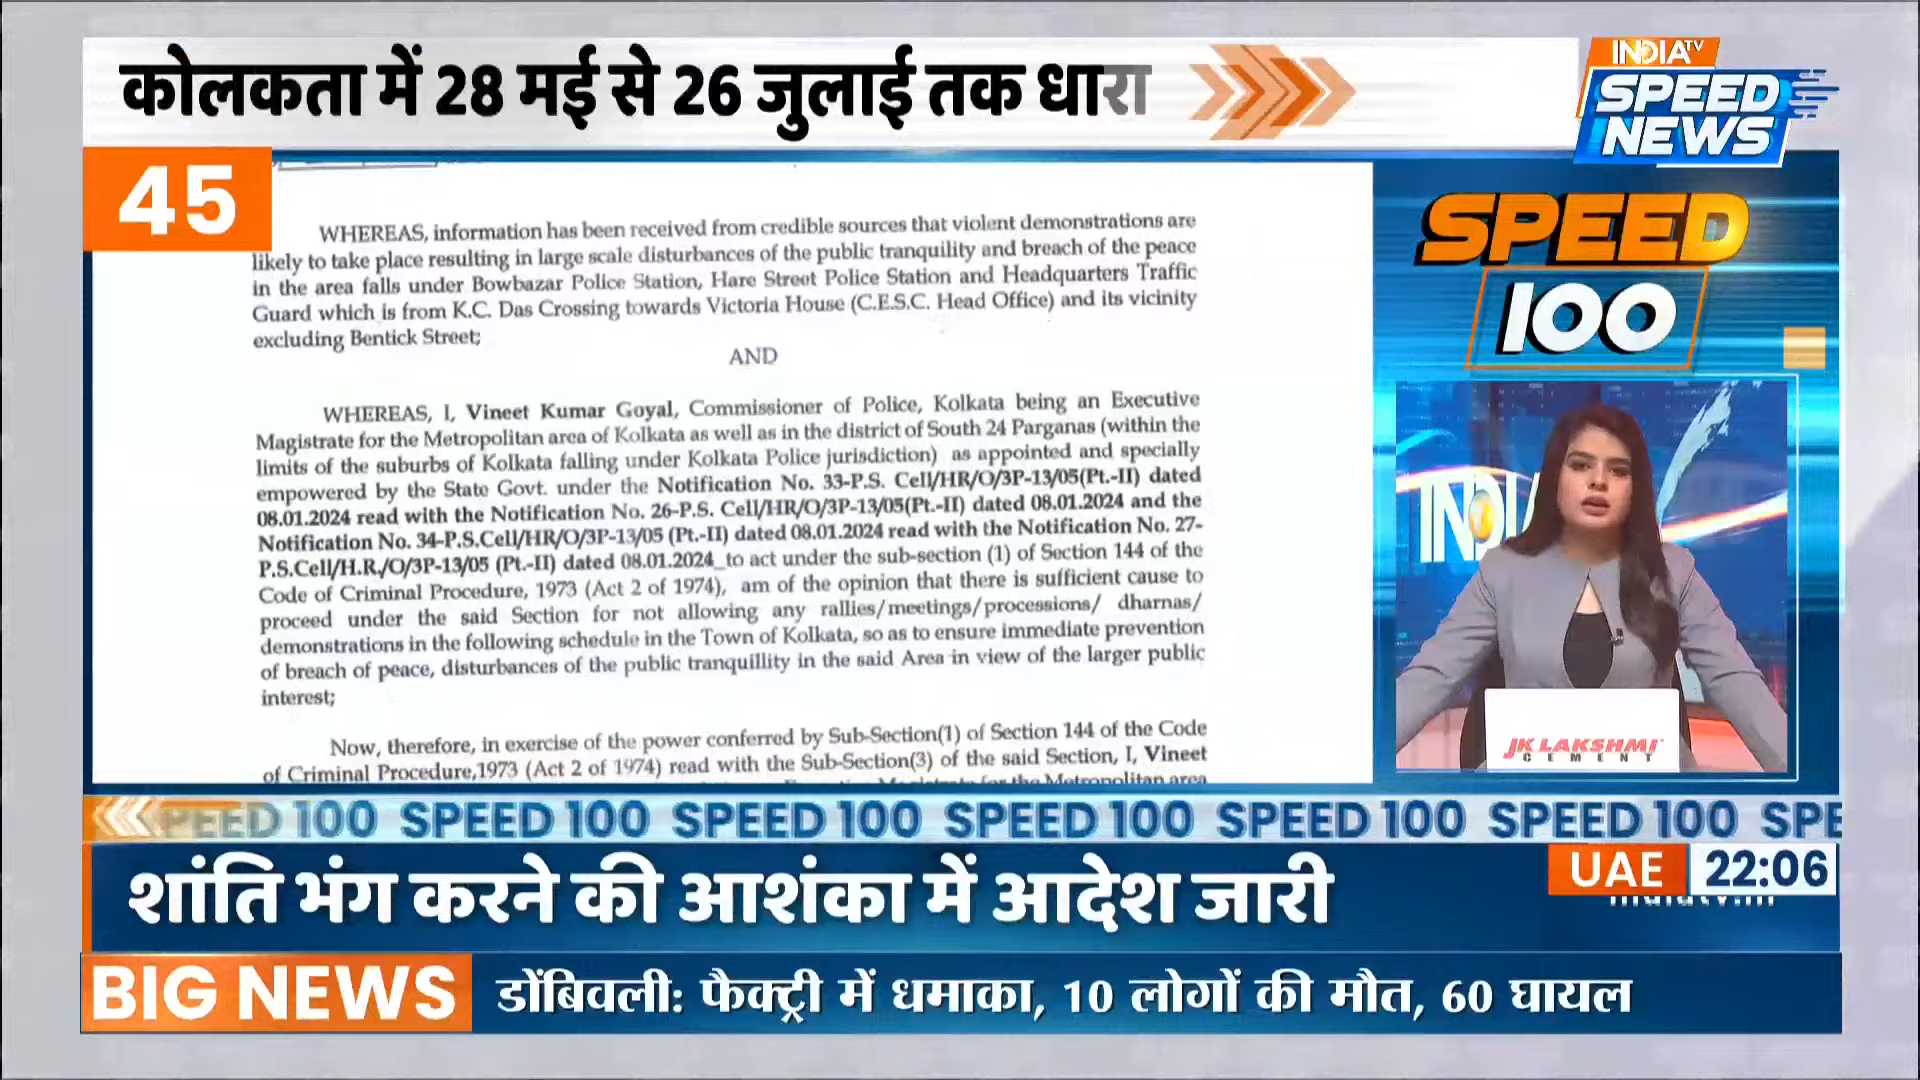 कोलकता में 28 मई से 26 जुलाई तक धारा
INDIA TV
SPEED
NEWS
45
WHEREAS, information has been received from credible sources that violent demonstrations are
likely to take place resulting in large scale disturbances of the public tranquility and breach of the peace
in the area falls under Bowbazar Police Station, Hare Street Police Station and Headquarters Traffic
Guard which is from K.C. Das Crossing towards Victoria House (C.E.S.C. Head Office) and its vicinity
excluding Bentick Street;
AND
WHEREAS, I, Vineet Kumar Goyal, Commissioner of Police, Kolkata being an Executive
Magistrate for the Metropolitan area of Kolkata as well as in the district of South 24 Parganas (within the
limits of the suburbs of Kolkata falling under Kolkata Police jurisdiction) as appointed and specially
empowered by the State Govt. under the Notification No. 33-P.S. Cell/HR/O/3P-13/05(Pt.-II) dated
08.01.2024 read with the Notification No. 26-P.S. Cell/HR/O/3P-13/05(Pt.-II) dated 08.01.2024 and the
Notification No. 34-P.S.Cell/HR/O/3P-13/05 (Pt.-II) dated 08.01.2024 read with the Notification No. 27-
P.S.Cell/H.R./O/3P-13/05 (Pt.-II) dated 08.01.2024_to act under the sub-section (1) of Section 144 of the
Code of Criminal Procedure, 1973 (Act 2 of 1974), am of the opinion that there is sufficient cause to
proceed under the said Section for not allowing any rallies/meetings/processions/ dharnas/
demonstrations in the following schedule in the Town of Kolkata, so as to ensure immediate prevention
of breach of peace, disturbances of the public tranquillity in the said Area in view of the larger public
interest;
Now, therefore, in exercise of the power conferred by Sub-Section(1) of Section 144 of the Code
of Criminal Procedure,1973 (Act 2 of 1974) read with the Sub-Section(3) of the said Section, I, Vineet
for the Metropolitan area
SPEED
100
INDIA
JK LAKSHMI
CEMENT
PEED 100 SPEED 100 SPEED 100 SPEED 100 SPEED 100 SPEED 100 SPE
शांति भंग करने की आशंका में आदेश जारी
UAE 22:06
BIG NEWS
डोंबिवली: फैक्ट्री में धमाका, 10 लोगों की मौत, 60 घायल